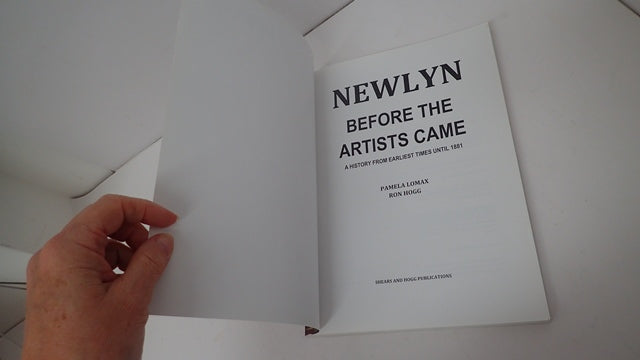 NEWLYN
BEFORE THE
ARTISTS CAME
A HISTORY FROM EARLIEST TIMES UNTIL 1881
PAMELA LOMAX
RON HOGG
SHEARS AND HOGG PUBLICATIONS